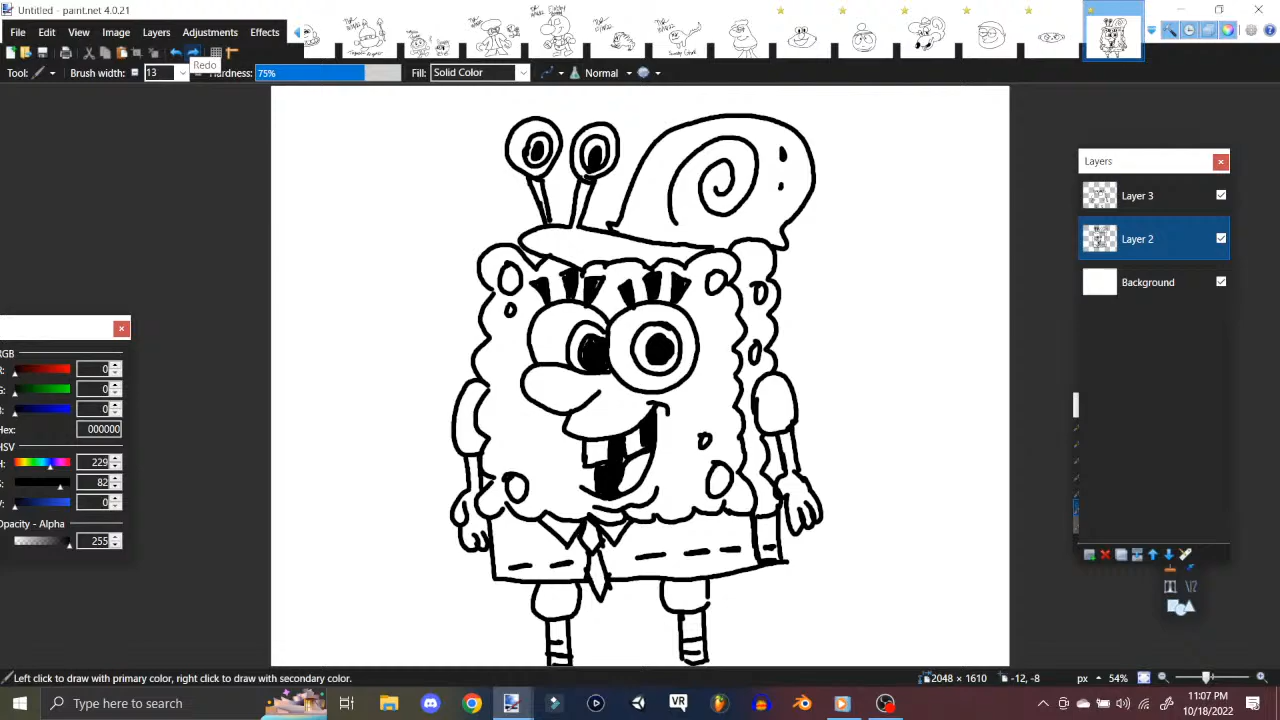 Untitled - paint.net 4.0.21
File Edit View Image Layers Adjustments Effects
Redo
Tool: Brush width: 13 Hardness: 75% Fill: Solid Color Normal
Layers
Layer 3
Layer 2
Background
RGB
R: 0
G: 0
B: 0
Hex: 000000
HSV
H: 229
S: 82
V: 0
Opacity - Alpha
255
Left click to draw with primary color, right click to draw with secondary color.
2048 × 1610
-12, -8
px
54%
Type here to search
VR
11:07 PM
10/18/2022